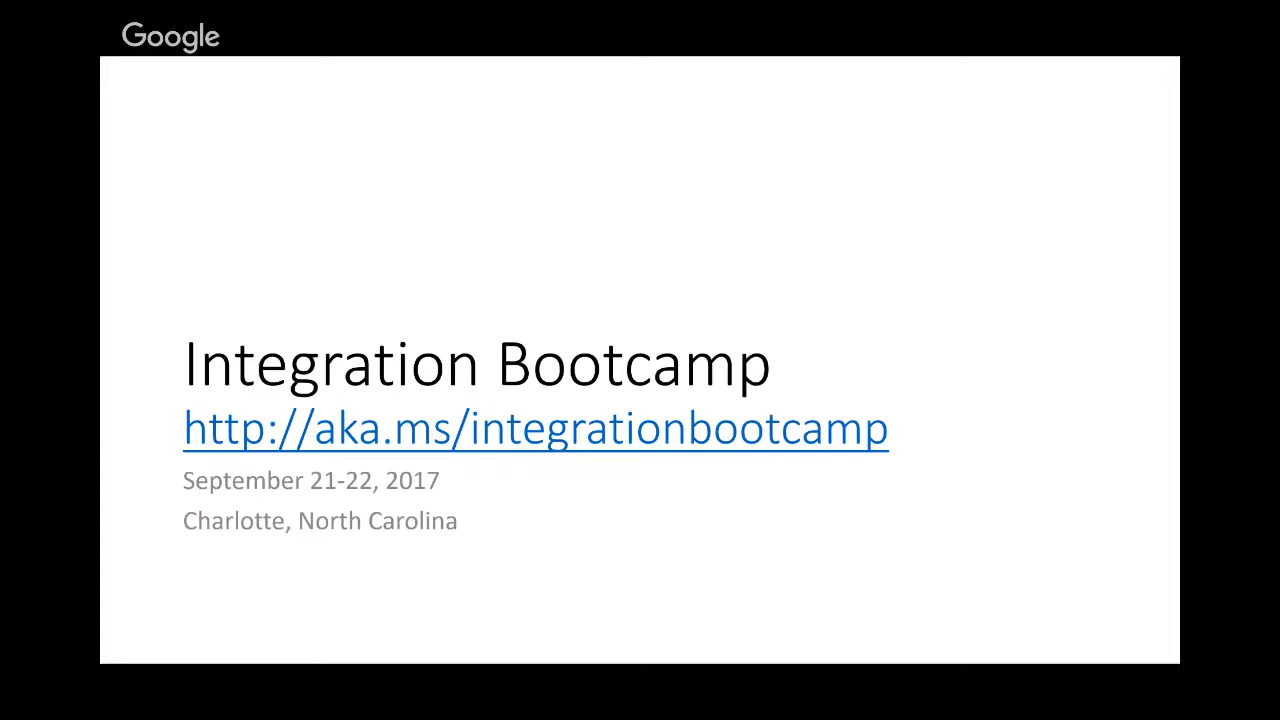 Google
Integration Bootcamp
http://aka.ms/integrationbootcamp
September 21-22, 2017
Charlotte, North Carolina